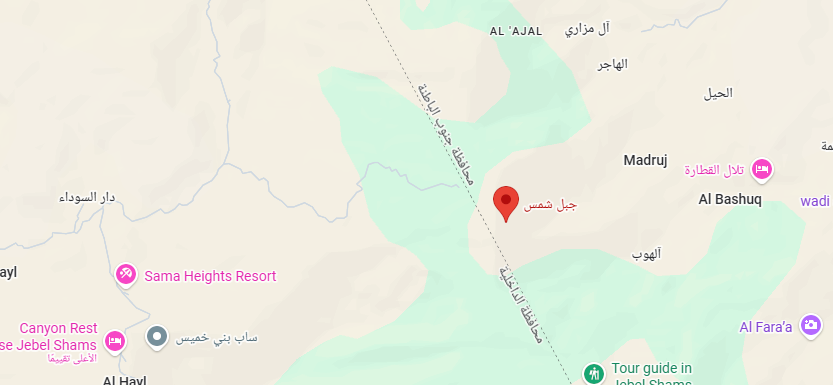 AL 'AJAL
آل مزاري
الهاجر
الحيل
محافظة جنوب الباطنة
مة
Madruj
تلال القطارة
Al Bashuq
wadi
دار السوداء
جبل شمس
آلهوب
ayl
Sama Heights Resort
محافظة الداخلية
Canyon Rest
se Jebel Shams
الأعلى تقييمًا
ساب بني خميس
Al Fara'a
Tour guide in
Jebel Shams
Al Hayl